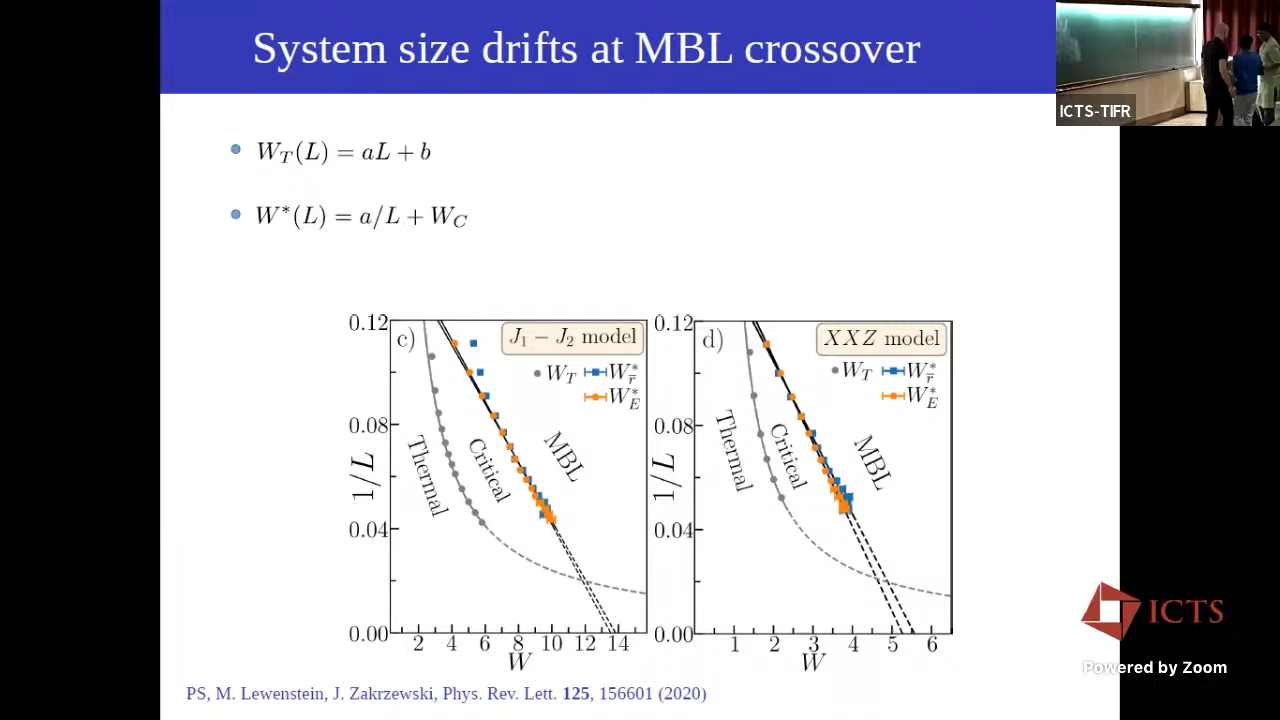 System size drifts at MBL crossover
ICTS-TIFR
W_T(L) = aL + b
W*(L) = a/L + W_C
0.12
0.08
0.04
0.00
1/L
c)
J₁ − J₂ model
W_T
W*_r̅
W*_E
Thermal
Critical
MBL
2 4 6 8 10 12 14
W
0.12
0.08
0.04
0.00
1/L
d)
XXZ model
W_T
W*_r̅
W*_E
Thermal
Critical
MBL
1 2 3 4 5 6
W
ICTS
Powered by Zoom
PS, M. Lewenstein, J. Zakrzewski, Phys. Rev. Lett. 125, 156601 (2020)